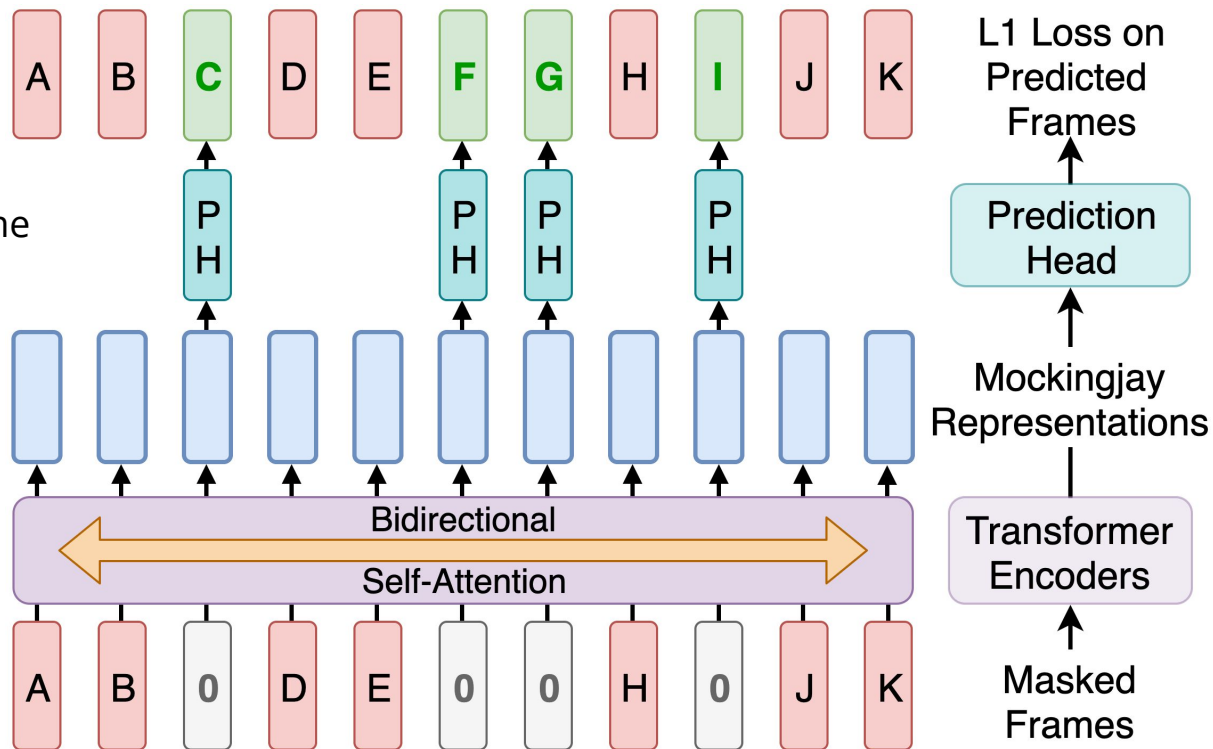 A B C D E F G H I J K
L1 Loss on
Predicted
Frames
P P P P
H H H H
Prediction
Head
Mockingjay
Representations
Bidirectional
Self-Attention
Transformer
Encoders
A B 0 D E 0 0 H 0 J K
Masked
Frames